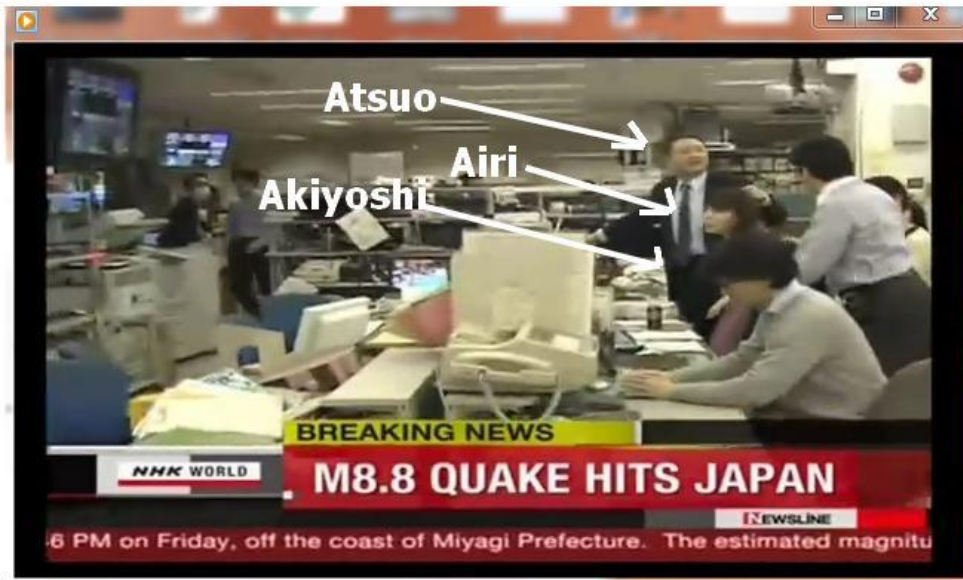 Atsuo
Airi
Akiyoshi
BREAKING NEWS
NHK WORLD
M8.8 QUAKE HITS JAPAN
NEWSLINE
6 PM on Friday, off the coast of Miyagi Prefecture. The estimated magnitu